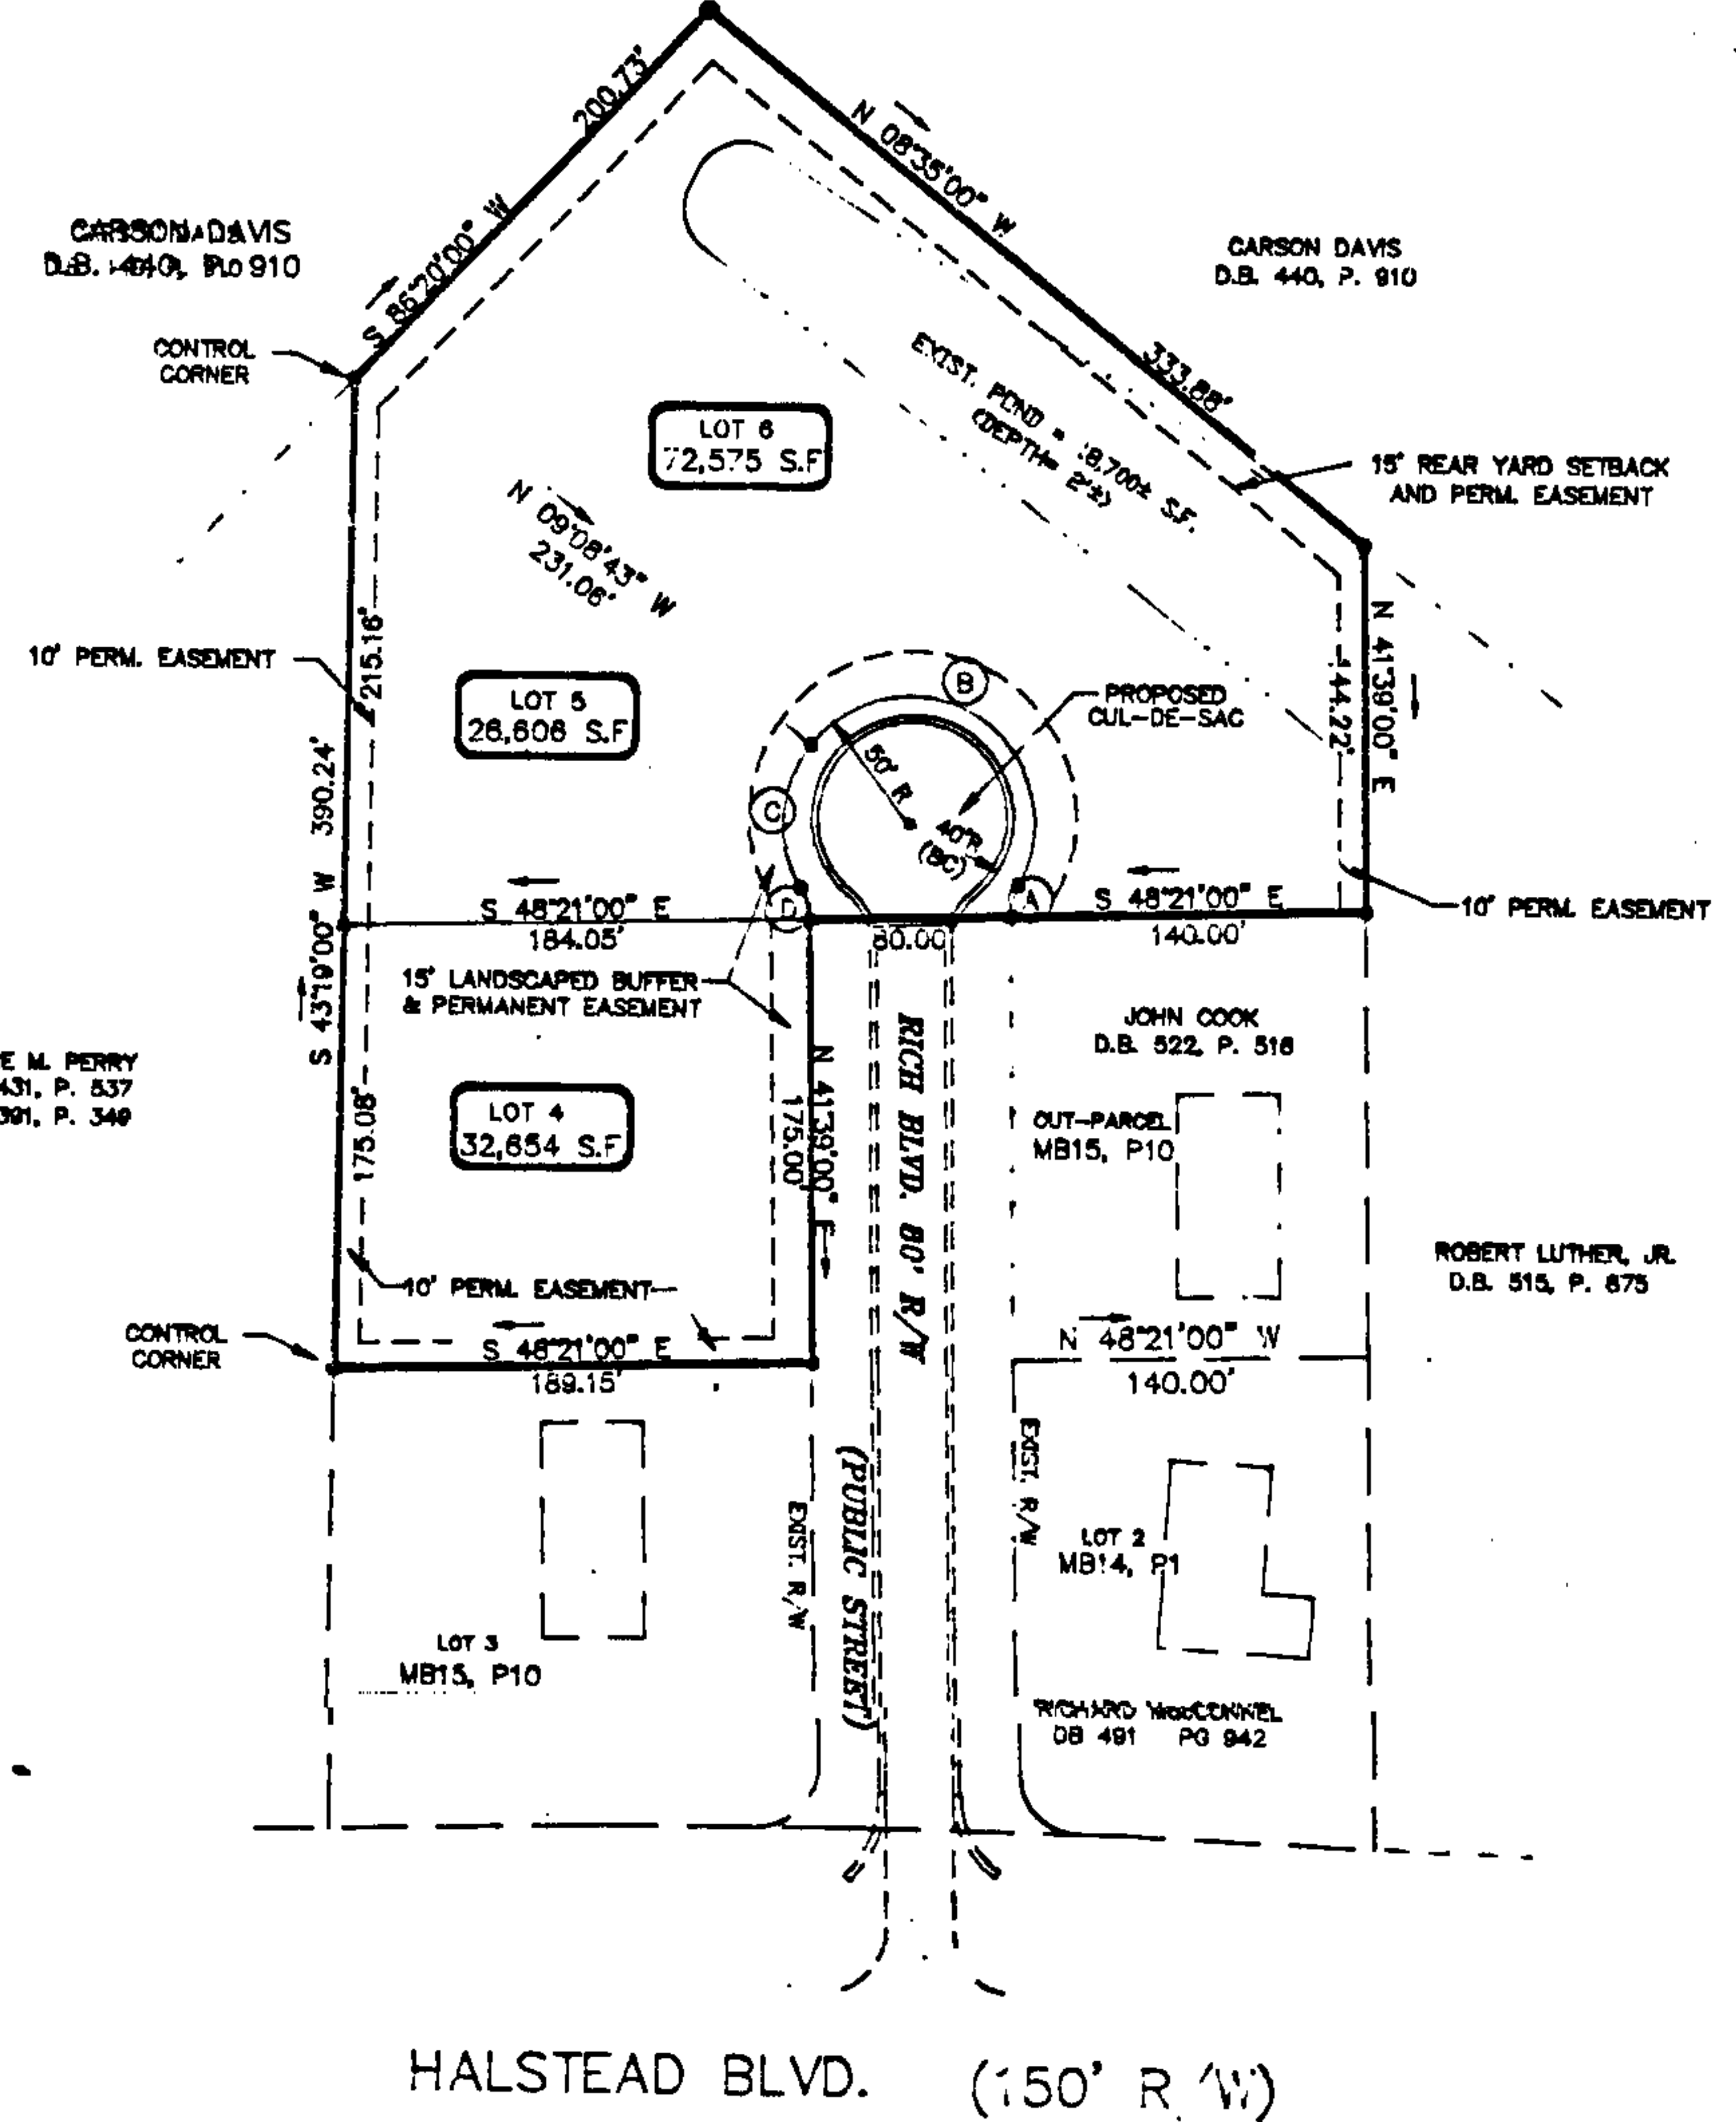 200.73'
S 86°20'00" W
N 08°35'00" W
333.88'
CARSON DAVIS
D.B. 440, P. 910
CARSON DAVIS
D.B. 440, P. 910
CONTROL
CORNER
LOT 6
72,575 S.F
EXIST. POND = 18,700± S.F.
(DEPTH= 2'±)
15' REAR YARD SETBACK
AND PERM. EASEMENT
N 09°08'43" W
231.06'
10' PERM. EASEMENT
215.16'
LOT 5
26,606 S.F
B
PROPOSED
CUL-DE-SAC
N 41°39'00" E
144.22'
50' R
C
40'R
(BC)
S 43°19'00" W 390.24'
S 48°21'00" E
184.05'
D
80.00
A
S 48°21'00" E
140.00'
10' PERM. EASEMENT
15' LANDSCAPED BUFFER
& PERMANENT EASEMENT
JOHN COOK
D.B. 522, P. 516
E M. PERRY
431, P. 537
391, P. 349
175.08'
LOT 4
32,654 S.F
N 41°39'00" E
175.00'
RICH BLVD. 80' R/W
OUT-PARCEL
MB15, P10
ROBERT LUTHER, JR.
D.B. 515, P. 675
10' PERM. EASEMENT
CONTROL
CORNER
S 48°21'00" E
189.15'
N 48°21'00" W
140.00'
EXIST. R/W
(PUBLIC STREET)
EXIST. R/W
LOT 2
MB14, P1
LOT 3
MB15, P10
RICHARD MacCONNEL
DB 491 PG 942
HALSTEAD BLVD. (150' R/W)